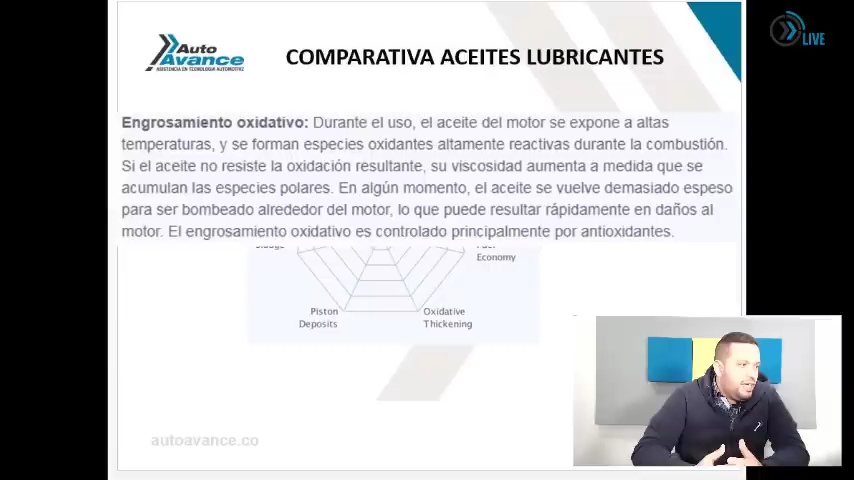 Auto
Avance
ASISTENCIA EN TECNOLOGIA AUTOMOTRIZ
COMPARATIVA ACEITES LUBRICANTES
LIVE
Engrosamiento oxidativo: Durante el uso, el aceite del motor se expone a altas
temperaturas, y se forman especies oxidantes altamente reactivas durante la combustión.
Si el aceite no resiste la oxidación resultante, su viscosidad aumenta a medida que se
acumulan las especies polares. En algún momento, el aceite se vuelve demasiado espeso
para ser bombeado alrededor del motor, lo que puede resultar rápidamente en daños al
motor. El engrosamiento oxidativo es controlado principalmente por antioxidantes.
Economy
Piston
Deposits
Oxidative
Thickening
autoavance.co